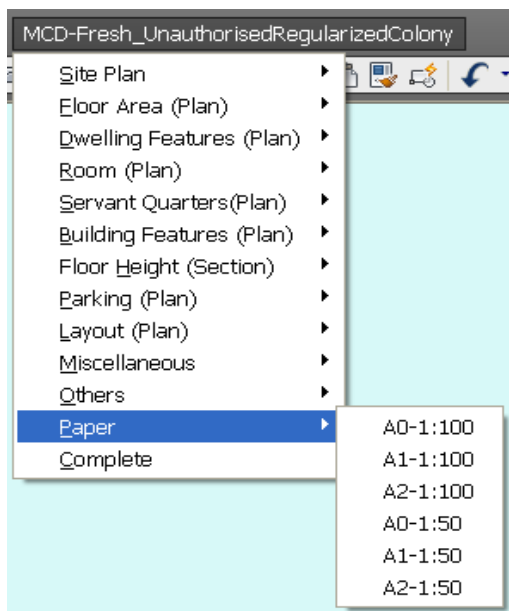 MCD-Fresh_UnauthorisedRegularizedColony
Site Plan
Floor Area (Plan)
Dwelling Features (Plan)
Room (Plan)
Servant Quarters(Plan)
Building Features (Plan)
Floor Height (Section)
Parking (Plan)
Layout (Plan)
Miscellaneous
Others
Paper
Complete
A0-1:100
A1-1:100
A2-1:100
A0-1:50
A1-1:50
A2-1:50